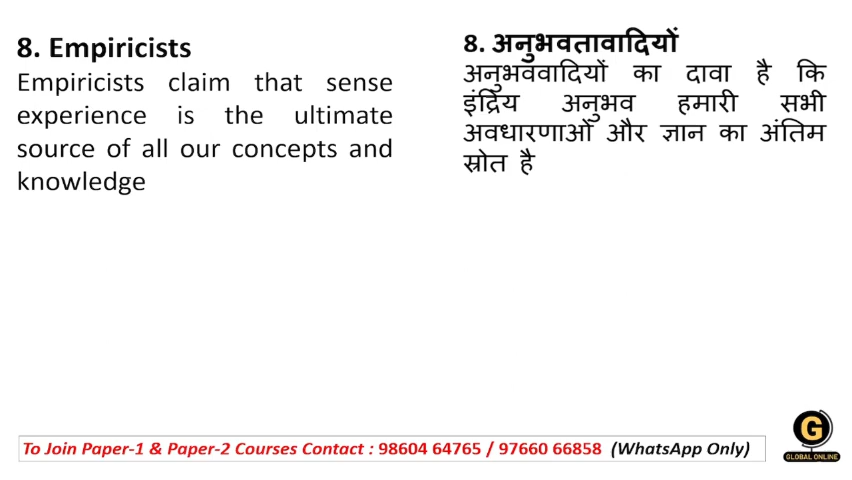 8. Empiricists
Empiricists claim that sense
experience is the ultimate
source of all our concepts and
knowledge
8. अनुभवतावादियों
अनुभववादियों का दावा है कि
इंद्रिय अनुभव हमारी सभी
अवधारणाओं और ज्ञान का अंतिम
स्रोत है
To Join Paper-1 & Paper-2 Courses Contact : 98604 64765 / 97660 66858 (WhatsApp Only)
G
GLOBAL ONLINE